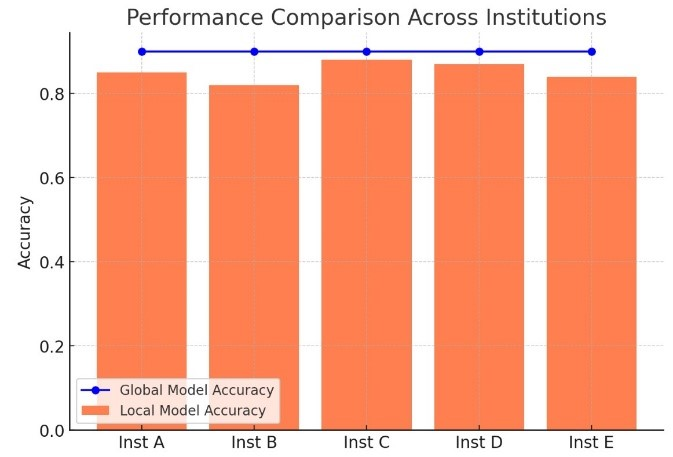 Performance Comparison Across Institutions
Accuracy
0.8
0.6
0.4
0.2
0.0
Global Model Accuracy
Local Model Accuracy
Inst A
Inst B
Inst C
Inst D
Inst E